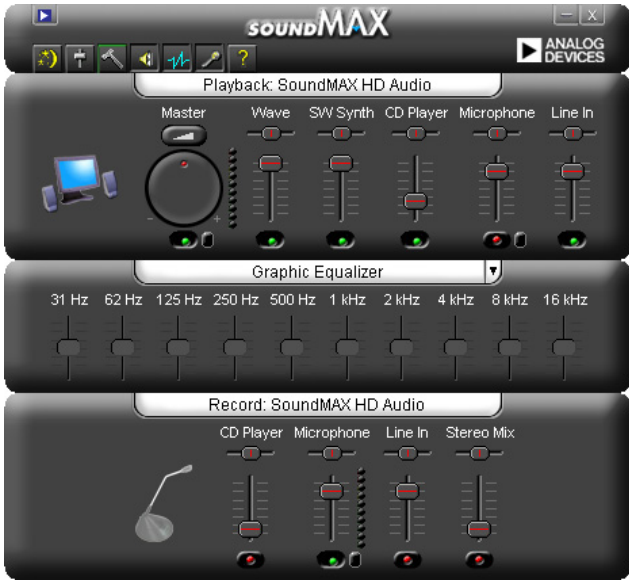 SOUNDMAX
X
?
ANALOG
DEVICES
Playback: SoundMAX HD Audio
Master Wave SW Synth CD Player Microphone Line In
- +
Graphic Equalizer
31 Hz 62 Hz 125 Hz 250 Hz 500 Hz 1 kHz 2 kHz 4 kHz 8 kHz 16 kHz
Record: SoundMAX HD Audio
CD Player Microphone Line In Stereo Mix